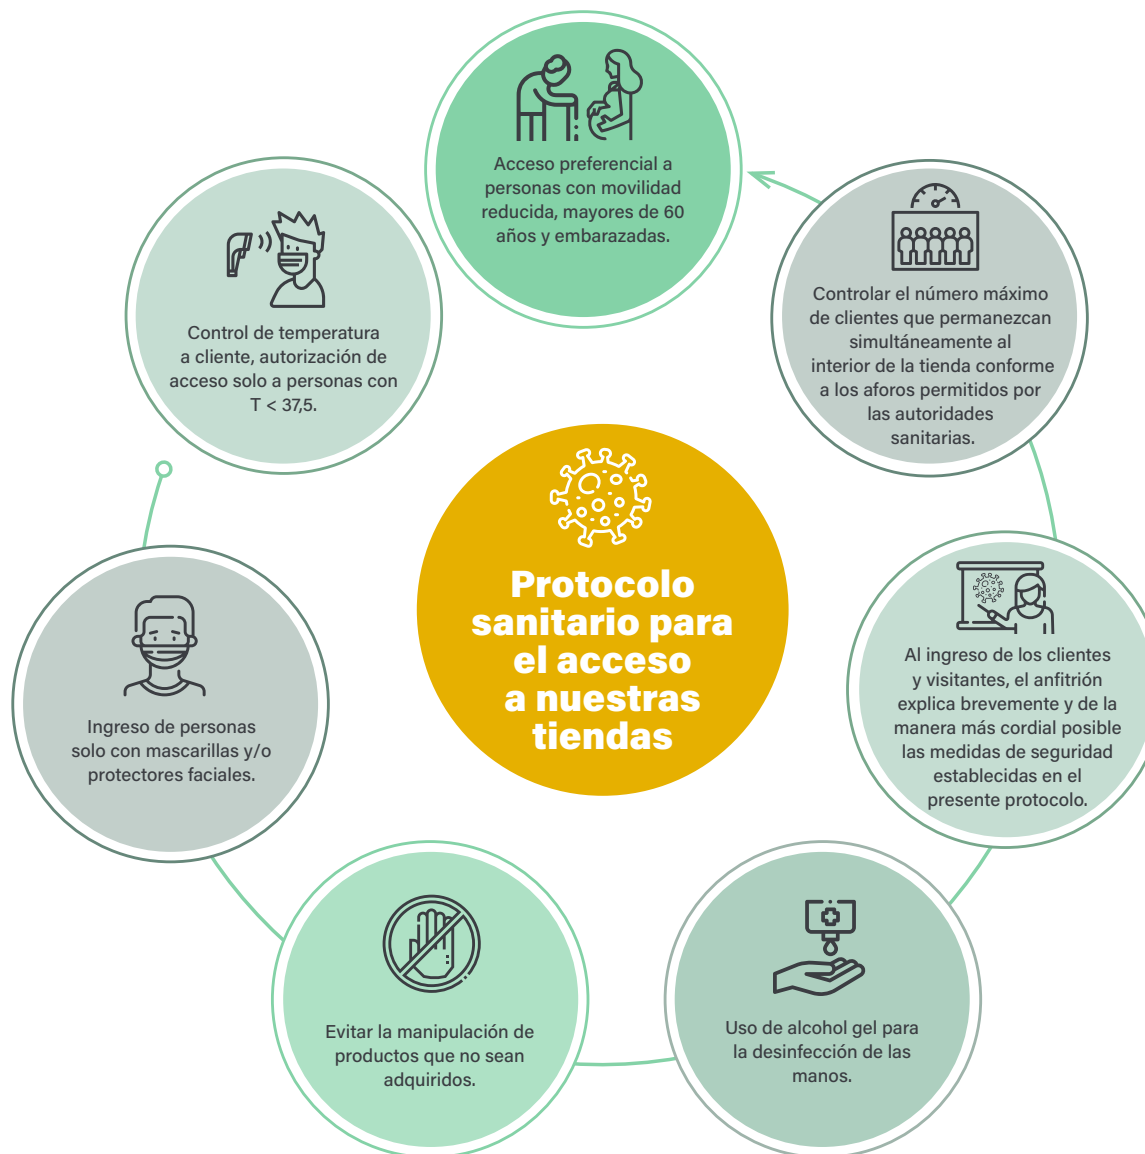 Acceso preferencial a
personas con movilidad
reducida, mayores de 60
años y embarazadas.
Control de temperatura
a cliente, autorización de
acceso solo a personas con
T < 37,5.
Controlar el número máximo
de clientes que permanezcan
simultáneamente al
interior de la tienda conforme
a los aforos permitidos por
las autoridades
sanitarias.
Protocolo
sanitario para
el acceso
a nuestras
tiendas
Al ingreso de los clientes
y visitantes, el anfitrión
explica brevemente y de la
manera más cordial posible
las medidas de seguridad
establecidas en el
presente protocolo.
Ingreso de personas
solo con mascarillas y/o
protectores faciales.
Evitar la manipulación de
productos que no sean
adquiridos.
Uso de alcohol gel para
la desinfección de las
manos.